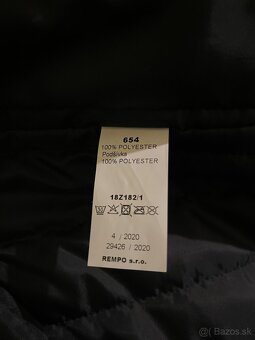 654
100% POLYESTER
Podšívka
100% POLYESTER
18Z182/1
4 / 2020
29426 / 2020
REMPO s.r.o.
Bazos.sk